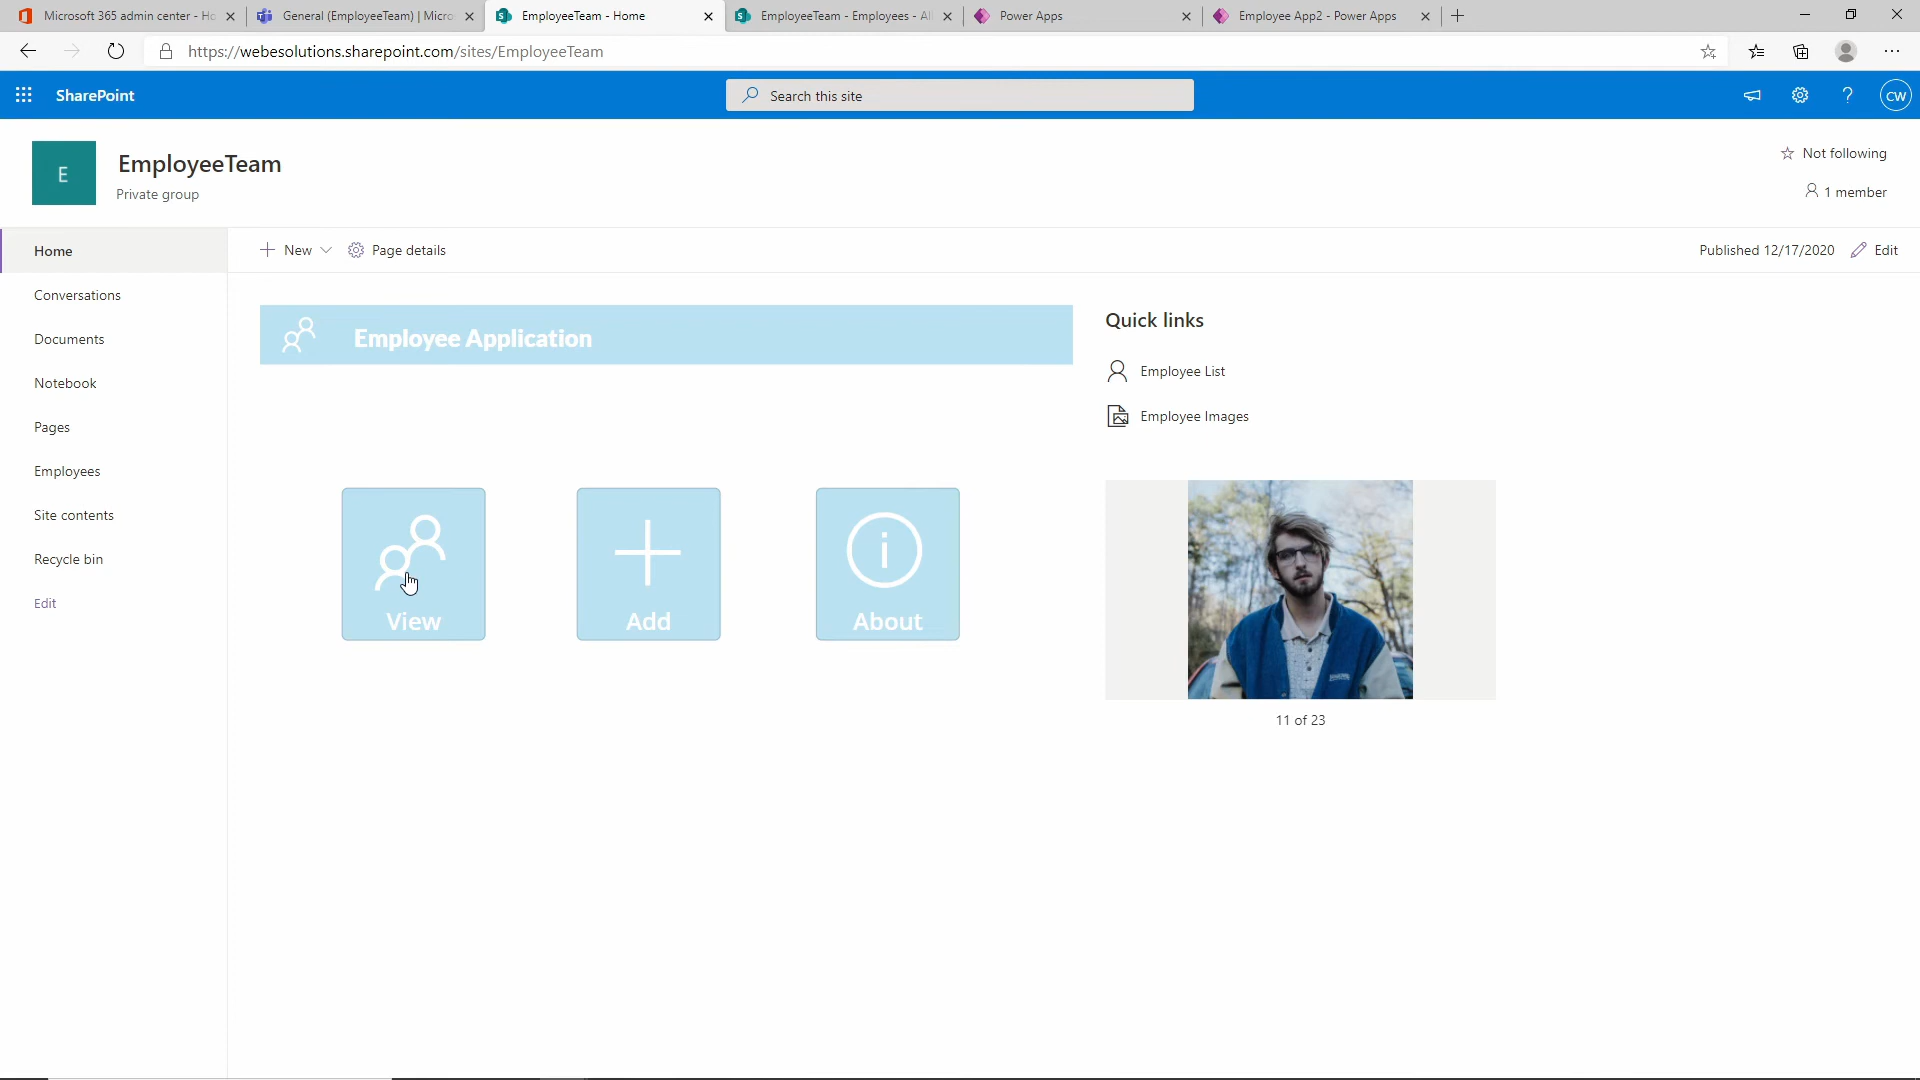 Microsoft 365 admin center - Ho
General (EmployeeTeam) | Micros
EmployeeTeam - Home
EmployeeTeam - Employees - All
Power Apps
Employee App2 - Power Apps
https://webesolutions.sharepoint.com/sites/EmployeeTeam
SharePoint
Search this site
CW
E
EmployeeTeam
Private group
Not following
1 member
Home
Conversations
Documents
Notebook
Pages
Employees
Site contents
Recycle bin
Edit
New
Page details
Published 12/17/2020
Edit
Employee Application
View
Add
About
Quick links
Employee List
Employee Images
11 of 23